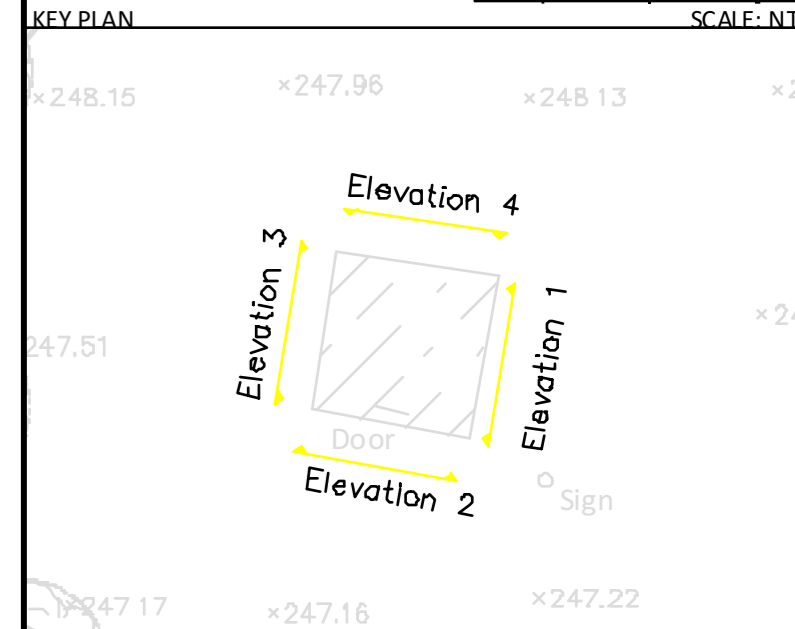 KEY PLAN
SCALE: NT
×248.15
×247.96
×248 13
Elevation 4
Elevation 3
Elevation 1
247.51
Door
Elevation 2
Sign
247 17
×247.16
×247.22